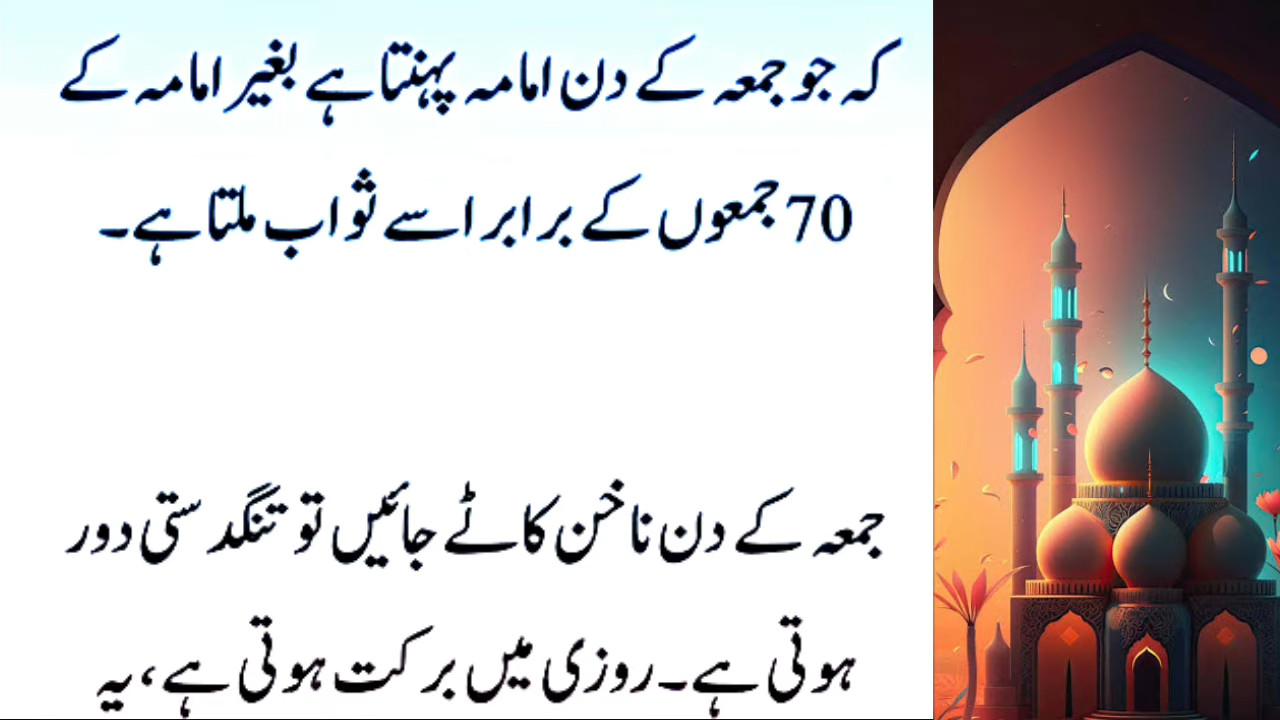 کہ جو جمعہ کے دن امامہ پہنتا ہے بغیر امامہ کے
70 جمعوں کے برابر اسے ثواب ملتا ہے۔
جمعہ کے دن ناخن کاٹے جائیں تو تنگدستی دور
ہوتی ہے۔ روزی میں برکت ہوتی ہے، یہ